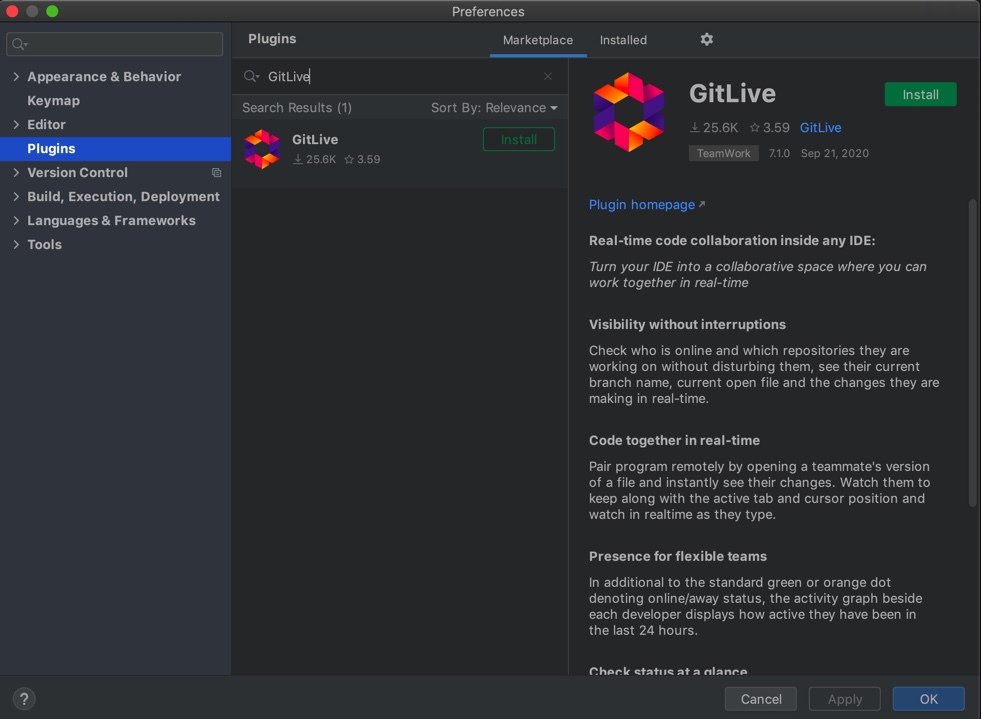 Preferences
Appearance & Behavior
Keymap
Editor
Plugins
Version Control
Build, Execution, Deployment
Languages & Frameworks
Tools
Plugins
Marketplace
Installed
GitLive
Search Results (1)
Sort By: Relevance
GitLive
25.6K 3.59
Install
GitLive
Install
25.6K 3.59 GitLive
TeamWork 7.1.0 Sep 21, 2020
Plugin homepage
Real-time code collaboration inside any IDE:
Turn your IDE into a collaborative space where you can
work together in real-time
Visibility without interruptions
Check who is online and which repositories they are
working on without disturbing them, see their current
branch name, current open file and the changes they are
making in real-time.
Code together in real-time
Pair program remotely by opening a teammate's version
of a file and instantly see their changes. Watch them to
keep along with the active tab and cursor position and
watch in realtime as they type.
Presence for flexible teams
In additional to the standard green or orange dot
denoting online/away status, the activity graph beside
each developer displays how active they have been in
the last 24 hours.
Check status at a glance
?
Cancel
Apply
OK